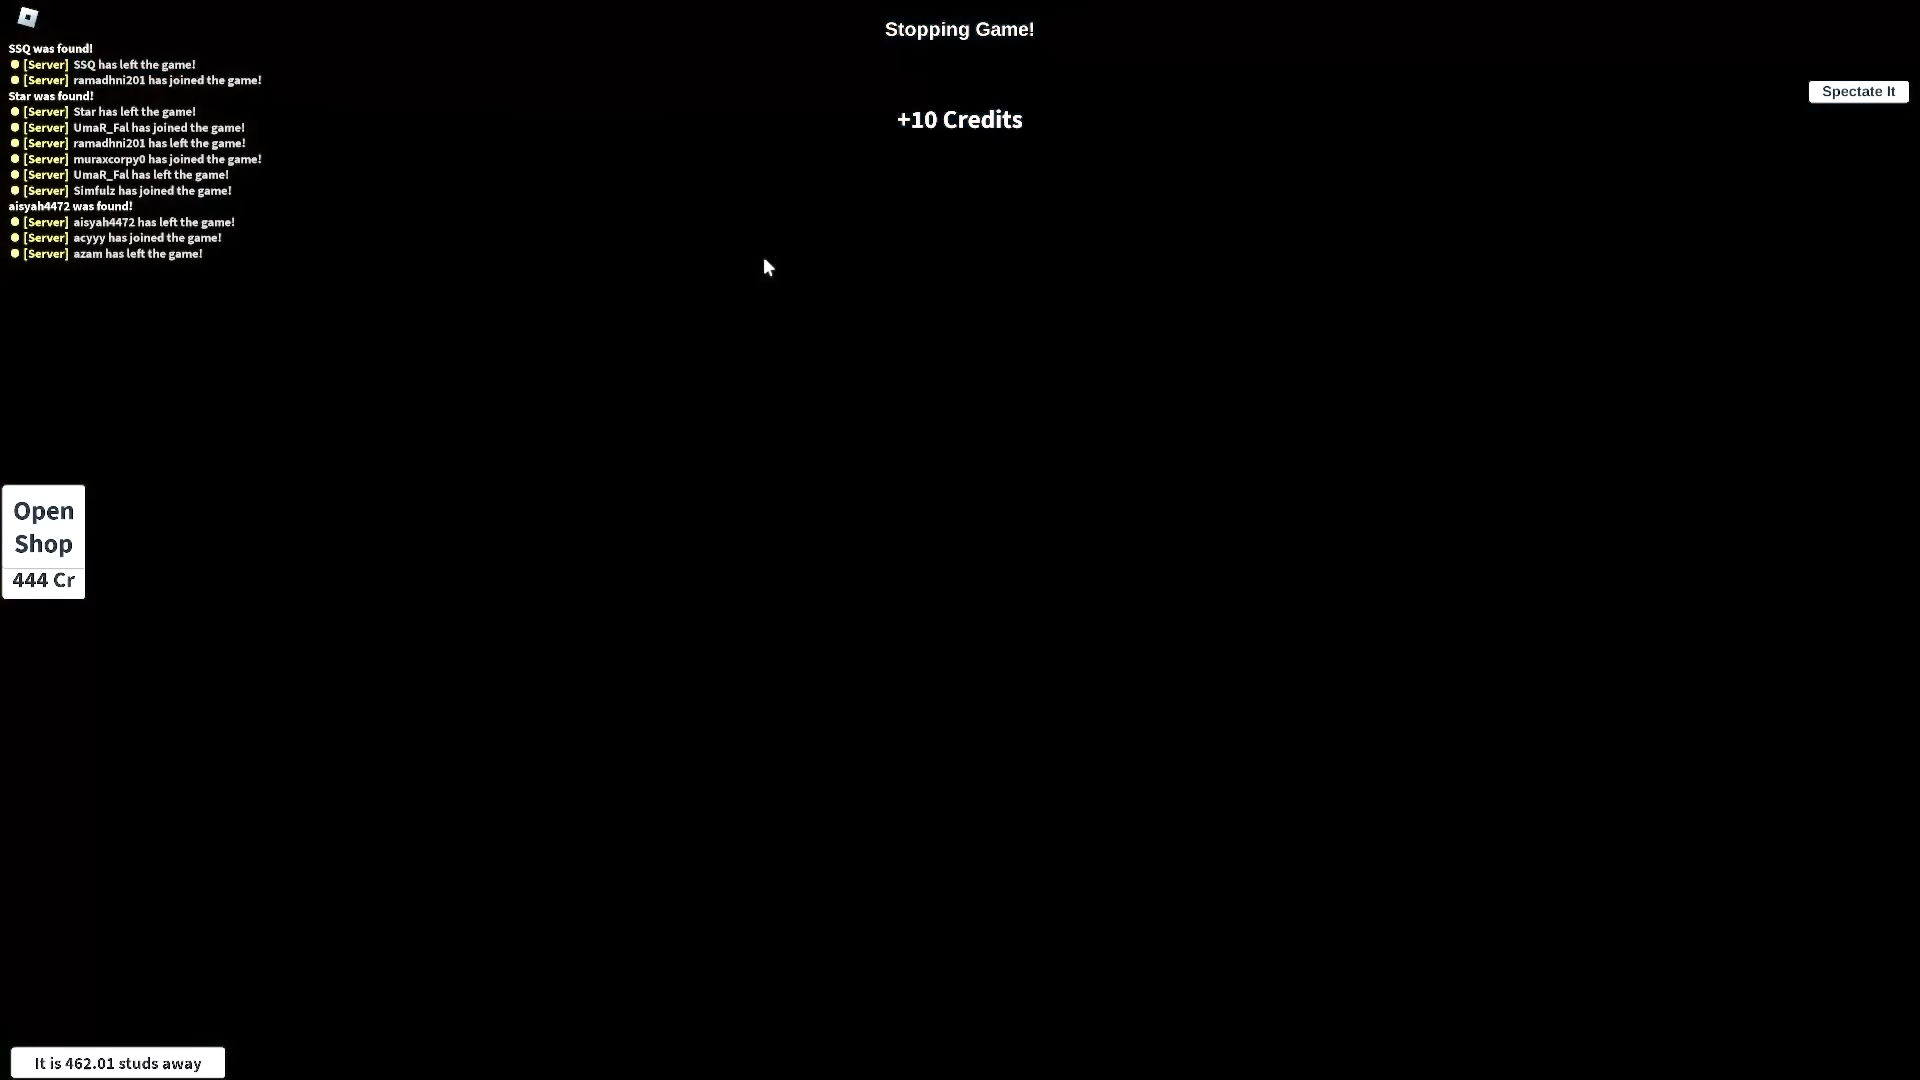 Stopping Game!
SSQ was found!
[Server] SSQ has left the game!
[Server] ramadhni201 has joined the game!
Star was found!
[Server] Star has left the game!
[Server] UmaR_Fal has joined the game!
[Server] ramadhni201 has left the game!
[Server] muraxcorpy0 has joined the game!
[Server] UmaR_Fal has left the game!
[Server] Simfulz has joined the game!
aisyah4472 was found!
[Server] aisyah4472 has left the game!
[Server] acyyy has joined the game!
[Server] azam has left the game!
+10 Credits
Spectate It
Open
Shop
444 Cr
It is 462.01 studs away